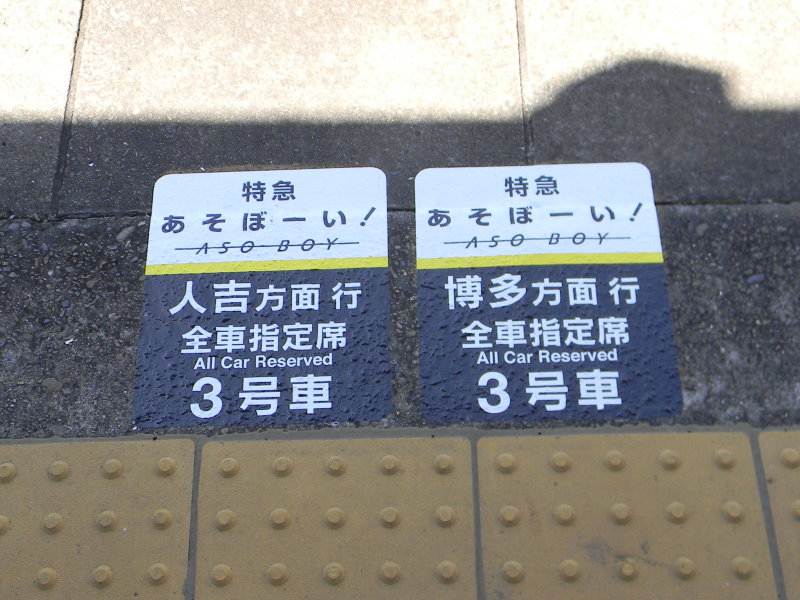 特急
あそぼーい!
ASO BOY
人吉方面 行
全車指定席
All Car Reserved
3号車
特急
あそぼーい!
ASO BOY
博多方面 行
全車指定席
All Car Reserved
3号車